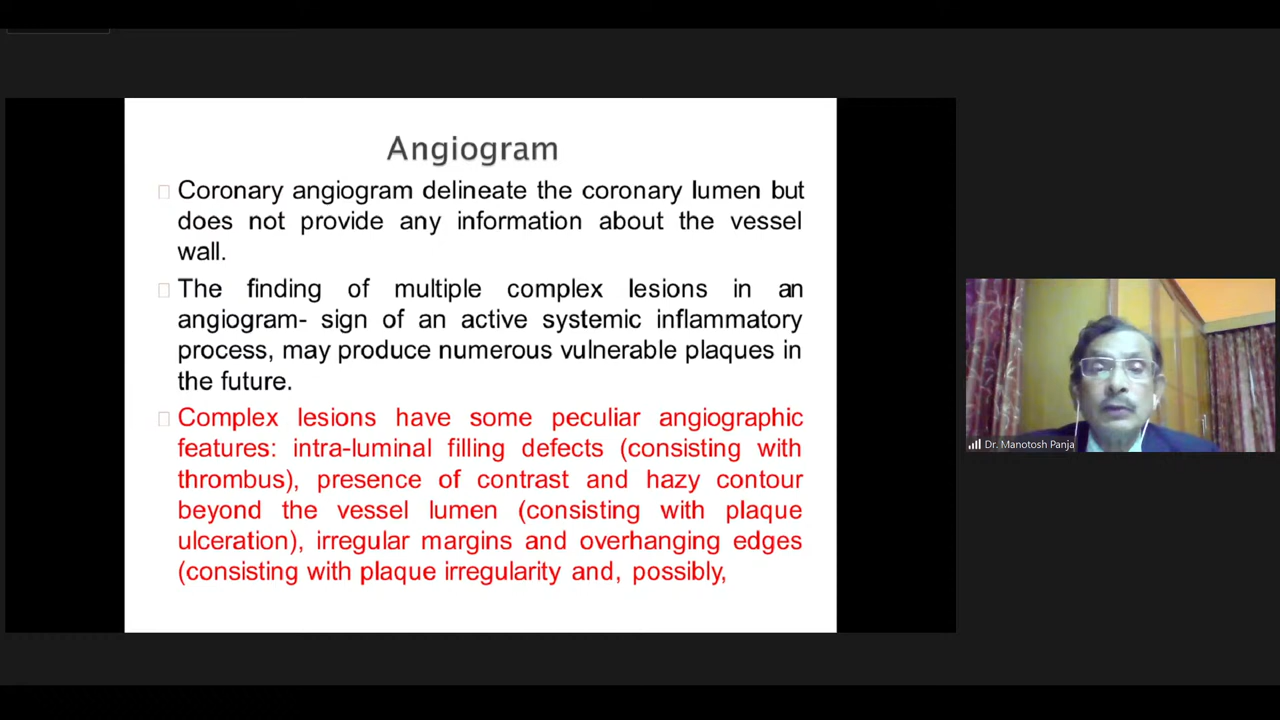 Angiogram
Coronary angiogram delineate the coronary lumen but
does not provide any information about the vessel
wall.
The finding of multiple complex lesions in an
angiogram- sign of an active systemic inflammatory
process, may produce numerous vulnerable plaques in
the future.
Complex lesions have some peculiar angiographic
features: intra-luminal filling defects (consisting with
thrombus), presence of contrast and hazy contour
beyond the vessel lumen (consisting with plaque
ulceration), irregular margins and overhanging edges
(consisting with plaque irregularity and, possibly,
Dr. Manotosh Panja